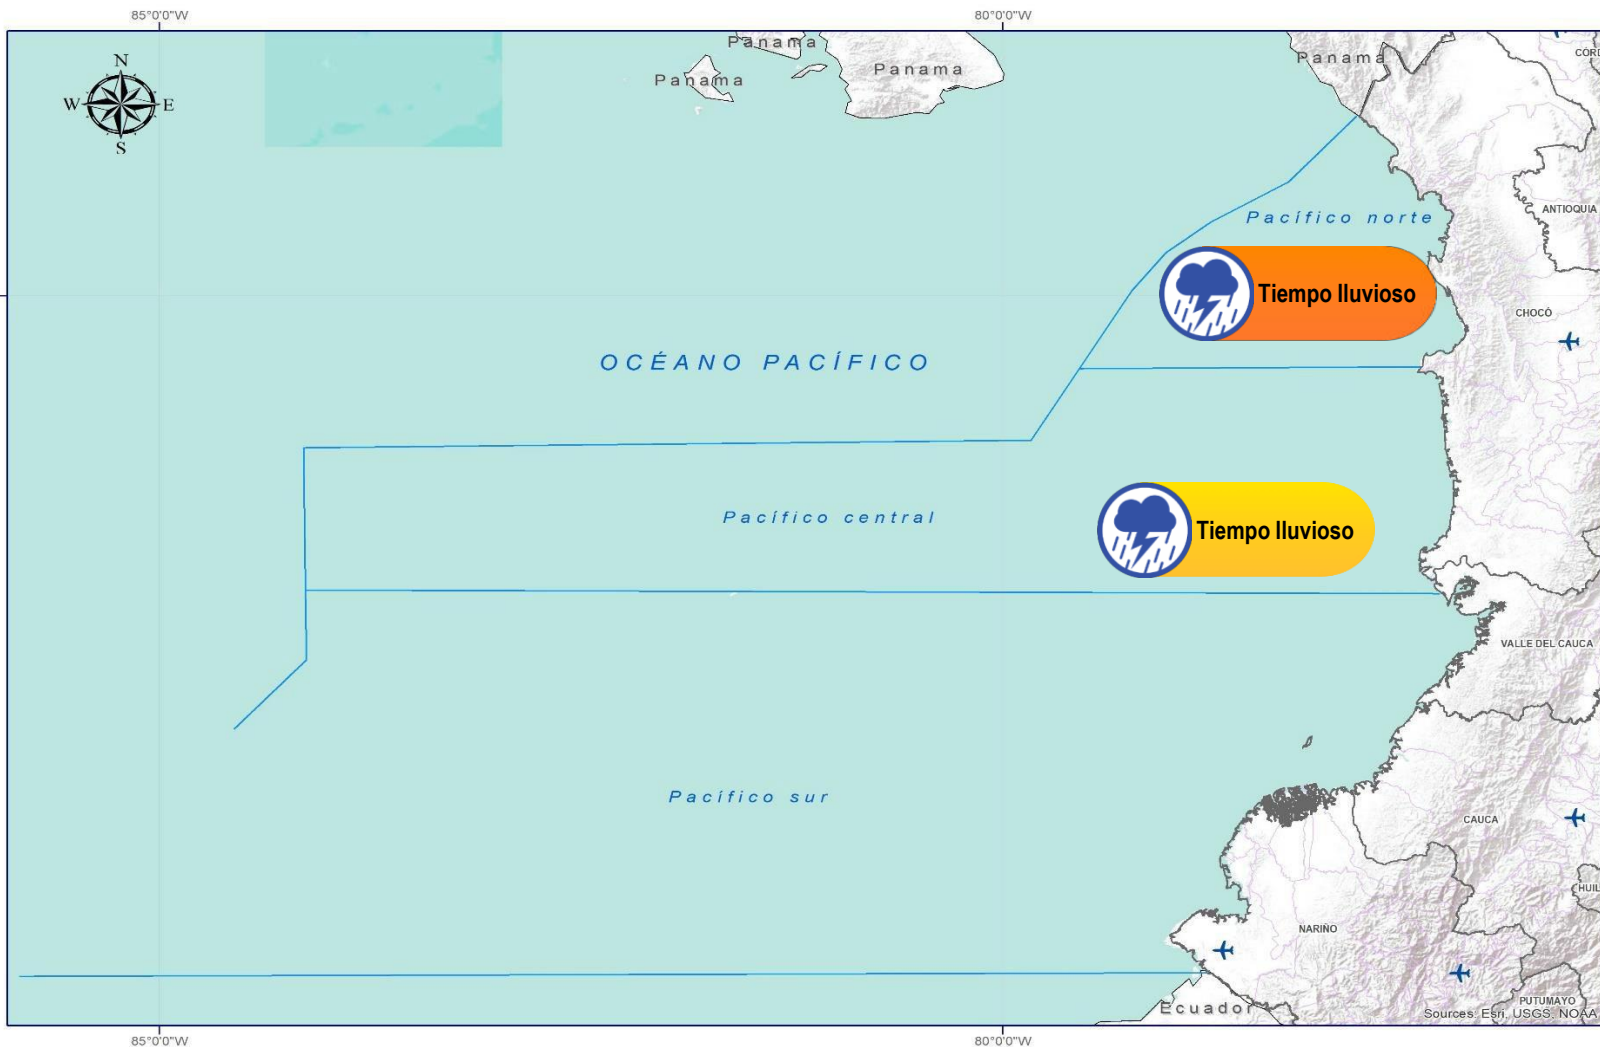 85°0'0"W
80°0'0"W
N
W
E
S
Panama
Panama
Panama
Panama
Pacífico norte
ANTIOQUIA
Tiempo lluvioso
CHOCÓ
OCÉANO PACÍFICO
Pacífico central
Tiempo lluvioso
VALLE DEL CAUCA
Pacífico sur
CAUCA
HUIL
NARIÑO
PUTUMAYO
Ecuador
Sources: Esri, USGS, NOAA
85°0'0"W
80°0'0"W